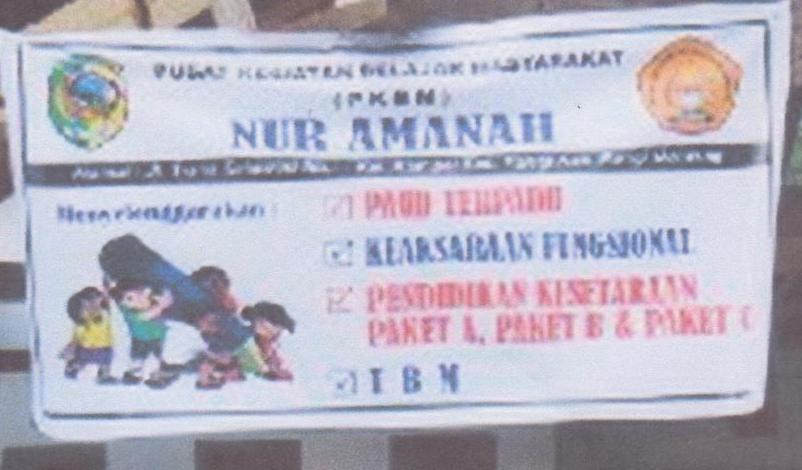 PUSAT KEGIATAN BELAJAR MASYARAKAT
(PKBM)
NUR AMANAH
Menyelenggarakan :
PAUD TERPADU
KEAKSARAAN FUNGSIONAL
PENDIDIKAN KESETARAAN
PAKET A, PAKET B & PAKET C
T B M